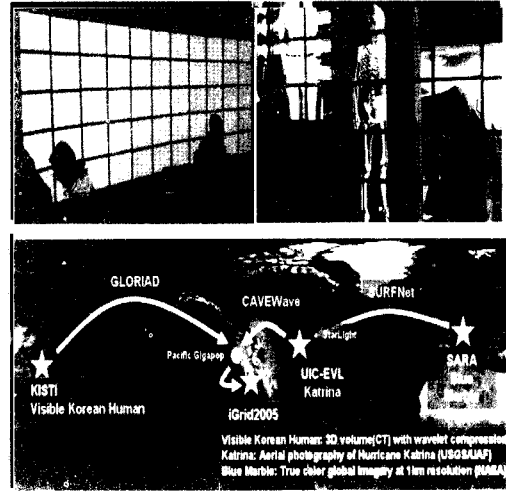 GLORIAD
CAVEWave
SURFNet
Pacific Gigapop
StarLight
KISTI
Visible Korean Human
iGrid2005
UIC-EVL
Katrina
SARA
Visible Korean Human: 3D volume(CT) with wavelet compressed
Katrina: Aerial photography of Hurricane Katrina (USGS/UAF)
Blue Marble: True color global imagery at 1km resolution (NASA)